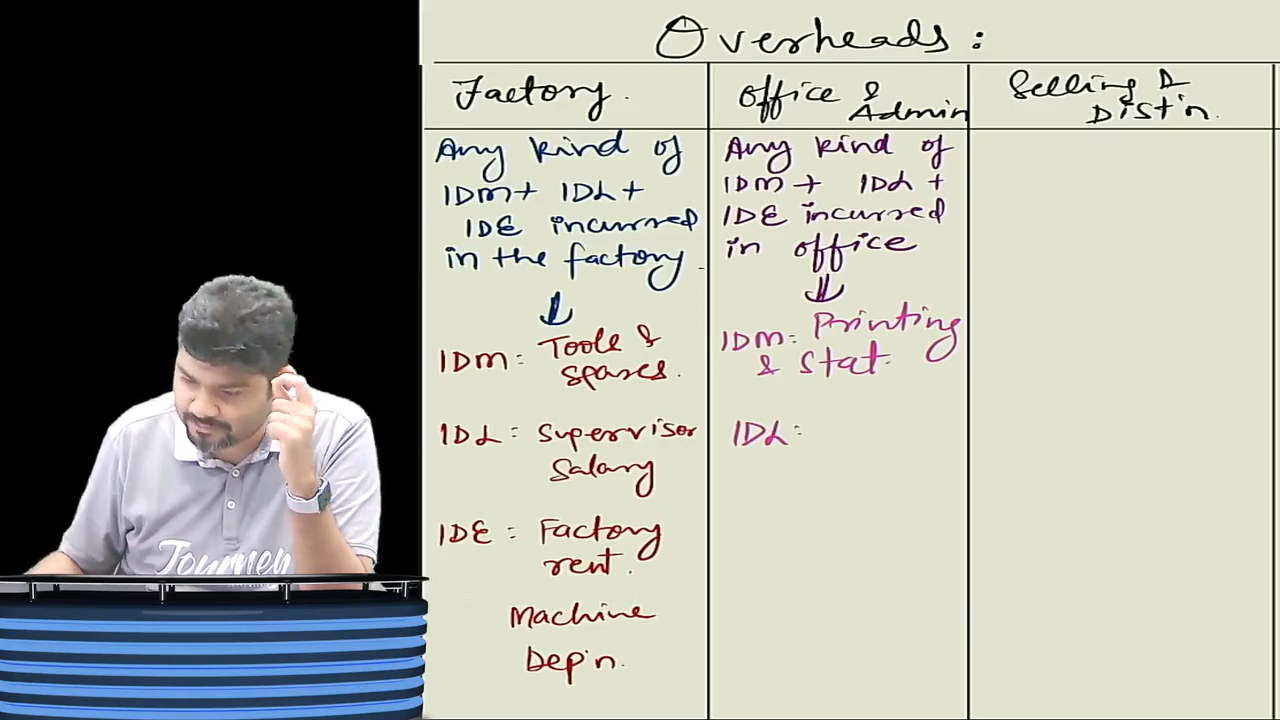 Overheads:
Factory.
Any kind of
IDM + IDL +
IDE incurred
in the factory.
IDM: Tools &
spares.
IDL: Supervisor
Salary
IDE: Factory
rent.
Machine
Dep'n.
Office &
Admin
Any kind of
IDM + IDL +
IDE incurred
in office
IDM: Printing
& Stat.
IDL:
Selling &
Dist'n.
Journey